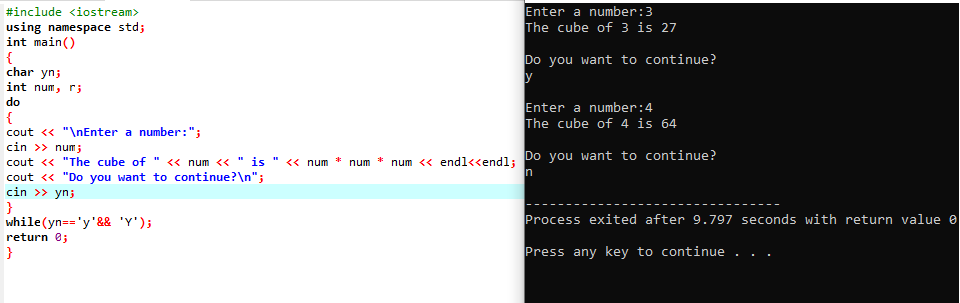 #include <iostream>
using namespace std;
int main()
{
char yn;
int num, r;
do
{
cout << "\nEnter a number:";
cin >> num;
cout << "The cube of " << num << " is " << num * num * num << endl<<endl;
cout << "Do you want to continue?\n";
cin >> yn;
}
while(yn=='y'&& 'Y');
return 0;
}
Enter a number:3
The cube of 3 is 27
Do you want to continue?
y
Enter a number:4
The cube of 4 is 64
Do you want to continue?
n
--------------------------------
Process exited after 9.797 seconds with return value 0
Press any key to continue . . .